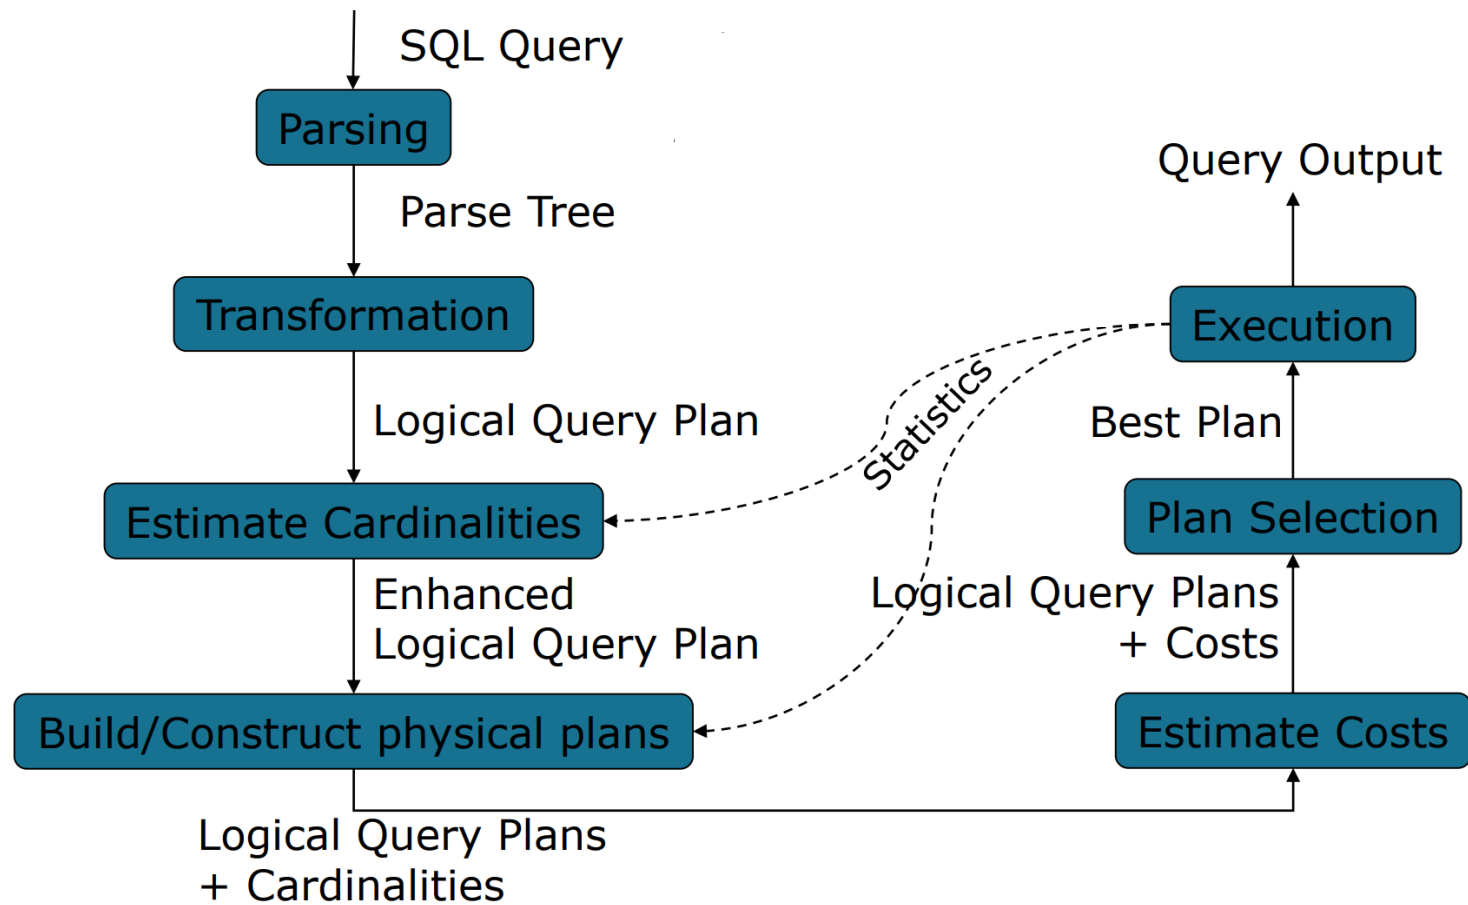 SQL Query
Parsing
Parse Tree
Transformation
Logical Query Plan
Estimate Cardinalities
Enhanced
Logical Query Plan
Build/Construct physical plans
Logical Query Plans
+ Cardinalities
Estimate Costs
Logical Query Plans
+ Costs
Plan Selection
Best Plan
Execution
Statistics
Query Output